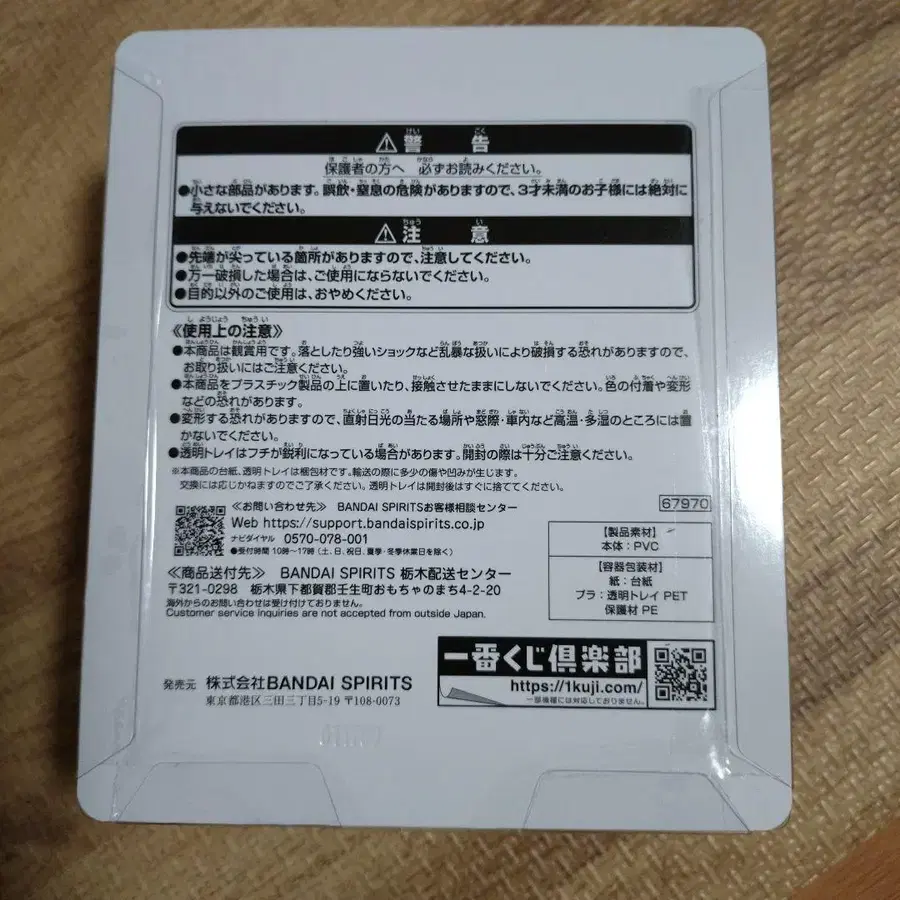 ⚠警告
保護者の方へ 必ずお読みください。
●小さな部品があります。誤飲・窒息の危険がありますので、3才未満のお子様には絶対に
与えないでください。
⚠注意
●先端が尖っている箇所がありますので、注意してください。
●万一破損した場合は、ご使用にならないでください。
●目的以外のご使用は、おやめください。
《使用上の注意》
●本商品は観賞用です。落としたり強いショックなど乱暴な扱いにより破損する恐れがありますので、
お取り扱いにはご注意ください。
●本商品をプラスチック製品の上に置いたり、接触させたままにしないでください。色の付着や変形
などの恐れがあります。
●変形する恐れがありますので、直射日光の当たる場所や窓際・車内など高温・多湿のところには置
かないでください。
●透明トレイはフチが鋭利になっている場合があります。開封の際は十分ご注意ください。
※本商品の台紙、透明トレイは梱包材です。輸送の際に多少の傷や凹みが生じます。
交換には応じかねますのでご了承ください。透明トレイは開封後はすぐに捨ててください。
≪お問い合わせ先≫ BANDAI SPIRITSお客様相談センター
Web https://support.bandaispirits.co.jp
ナビダイヤル 0570-078-001
●受付時間 10時~17時(土、日、祝日、夏季・冬季休業日を除く)
≪商品送付先≫ BANDAI SPIRITS 栃木配送センター
〒321-0298 栃木県下都賀郡壬生町おもちゃのまち4-2-20
海外からのお問い合わせは受け付けておりません。
Customer service inquiries are not accepted from outside Japan.
67970
【製品素材】
本体:PVC
【容器包装材】
紙:台紙
プラ:透明トレイ PET
保護材 PE
一番くじ倶楽部
https://1kuji.com/
一部機種には対応しておりません。
発売元 株式会社BANDAI SPIRITS
東京都港区三田三丁目5-19 〒108-0073